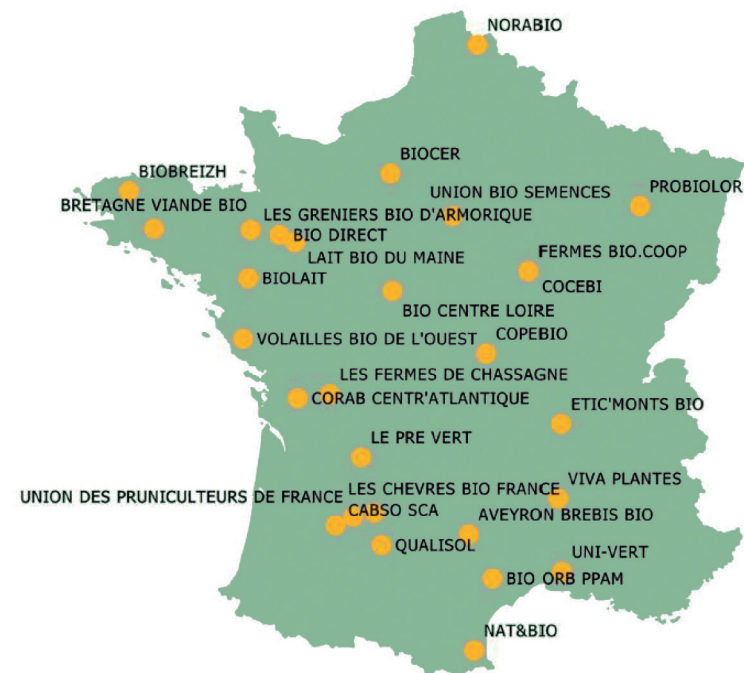 NORABIO
BIOCER
BIOBREIZH
UNION BIO SEMENCES
PROBIOLOR
BRETAGNE VIANDE BIO
LES GRENIERS BIO D'ARMORIQUE
BIO DIRECT
LAIT BIO DU MAINE
FERMES BIO.COOP
BIOLAIT
COCEBI
BIO CENTRE LOIRE
VOLAILLES BIO DE L'OUEST
COPEBIO
LES FERMES DE CHASSAGNE
CORAB CENTR'ATLANTIQUE
ETIC'MONTS BIO
LE PRE VERT
VIVA PLANTES
LES CHEVRES BIO FRANCE
UNION DES PRUNICULTEURS DE FRANCE
CABSO SCA
AVEYRON BREBIS BIO
QUALISOL
UNI-VERT
BIO ORB PPAM
NAT&BIO